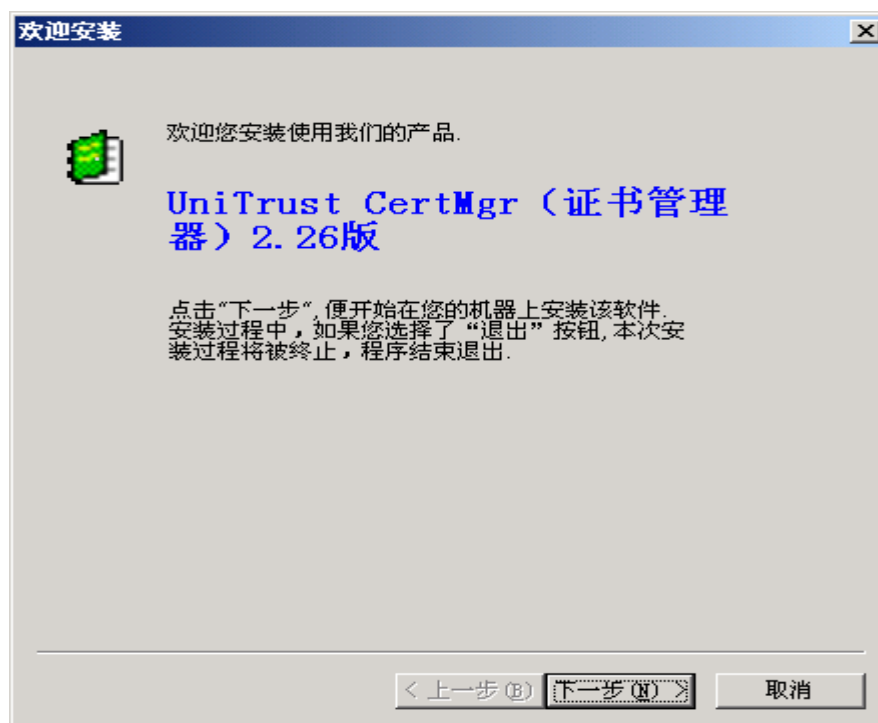 欢迎安装
欢迎您安装使用我们的产品.
UniTrust CertMgr（证书管理
器）2.26版
点击“下一步”,便开始在您的机器上安装该软件.
安装过程中，如果您选择了“退出”按钮,本次安
装过程将被终止，程序结束退出.
< 上一步(B)
下一步(N) >
取消